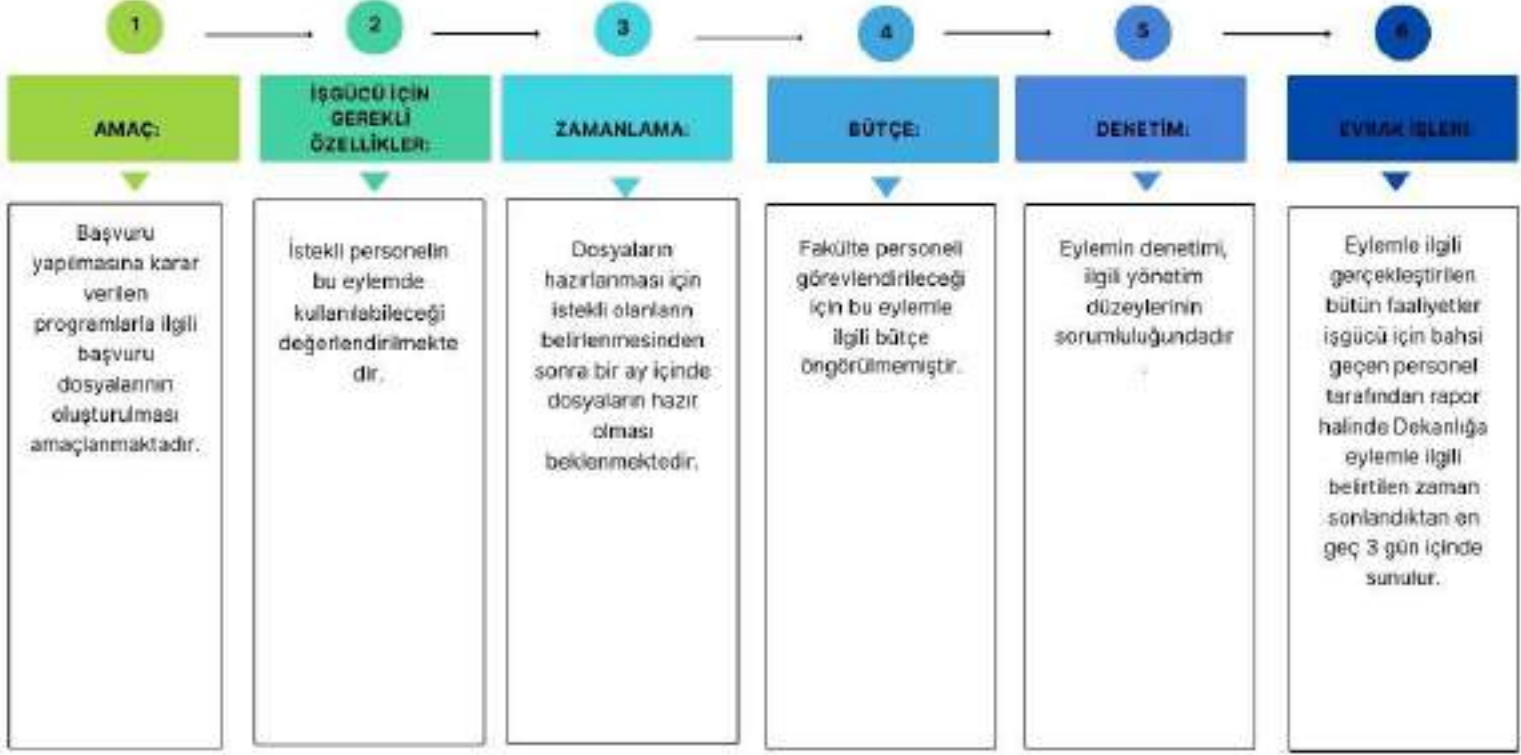 1
2
3
4
5
6
AMAÇ:
İŞGÜCÜ İÇİN
GEREKLİ
ÖZELLİKLER:
ZAMANLAMA:
BÜTÇE:
DENETİM:
EVRAK İŞLERİ:
Başvuru
yapılmasına karar
verilen
programlarla ilgili
başvuru
dosyalarının
oluşturulması
amaçlanmaktadır.
İstekli personelin
bu eylemde
kullanılabileceği
değerlendirilmekte
dir.
Dosyaların
hazırlanması için
istekli olanların
belirlenmesinden
sonra bir ay içinde
dosyaların hazır
olması
beklenmektedir.
Fakülte personeli
görevlendirileceği
için bu eylemle
ilgili bütçe
öngörülmemiştir.
Eylemin denetimi,
ilgili yönetim
düzeylerinin
sorumluluğundadır
.
Eylemle ilgili
gerçekleştirilen
bütün faaliyetler
işgücü için bahsi
geçen personel
tarafından rapor
halinde Dekanlığa
eylemle ilgili
belirtilen zaman
sonlandıktan en
geç 3 gün içinde
sunulur.